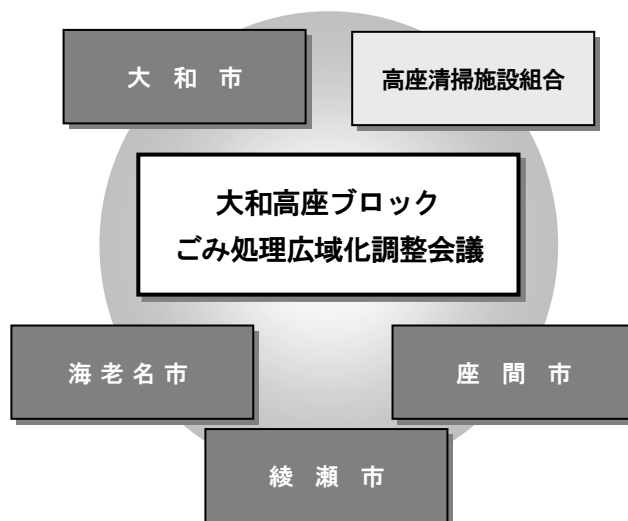 大和市
高座清掃施設組合
大和高座ブロック
ごみ処理広域化調整会議
海老名市
座間市
綾瀬市